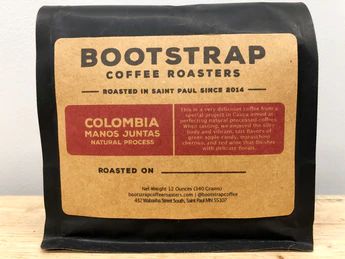 BOOTSTRAP
COFFEE ROASTERS
ROASTED IN SAINT PAUL SINCE 2014
COLOMBIA
MANOS JUNTAS
NATURAL PROCESS
This is a very delicious coffee from a
special project in Cauca aimed at
perfecting natural processed coffees.
When tasting, we enjoyed the silky
body and vibrant, tart flavors of
green apple candy, maraschino
cherries, and red wine that finishes
with delicate florals.
ROASTED ON
Net Weight 12 Ounces (340 Grams)
bootstrapcoffeeroasters.com | @bootstrapcoffee
432 Wabasha Street South, Saint Paul MN 55107